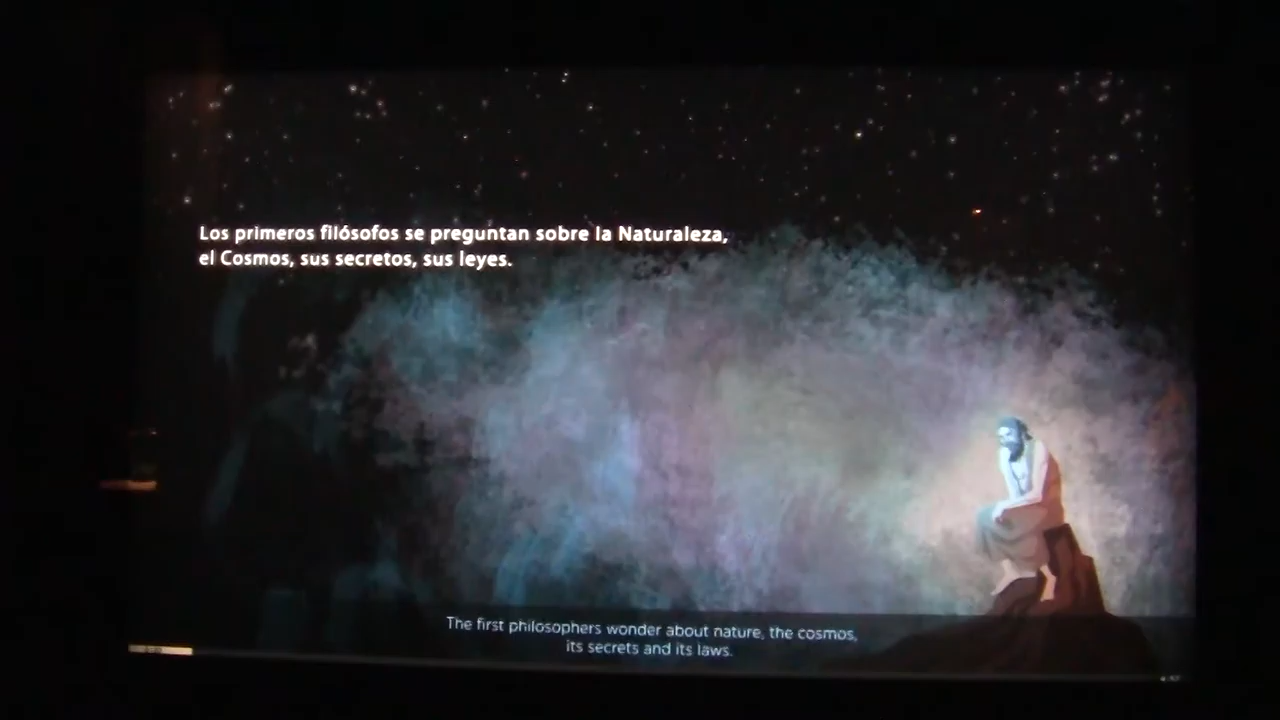 Los primeros filósofos se preguntan sobre la Naturaleza,
el Cosmos, sus secretos, sus leyes.
The first philosophers wonder about nature, the cosmos,
its secrets and its laws.